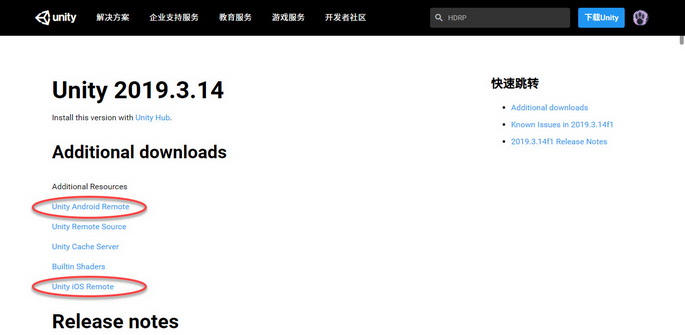 unity 解决方案 企业支持服务 教育服务 游戏服务 开发者社区 HDRP 下载Unity
Unity 2019.3.14
Install this version with Unity Hub.
Additional downloads
Additional Resources
Unity Android Remote
Unity Remote Source
Unity Cache Server
Builtin Shaders
Unity iOS Remote
Release notes
快速跳转
Additional downloads
Known Issues in 2019.3.14f1
2019.3.14f1 Release Notes